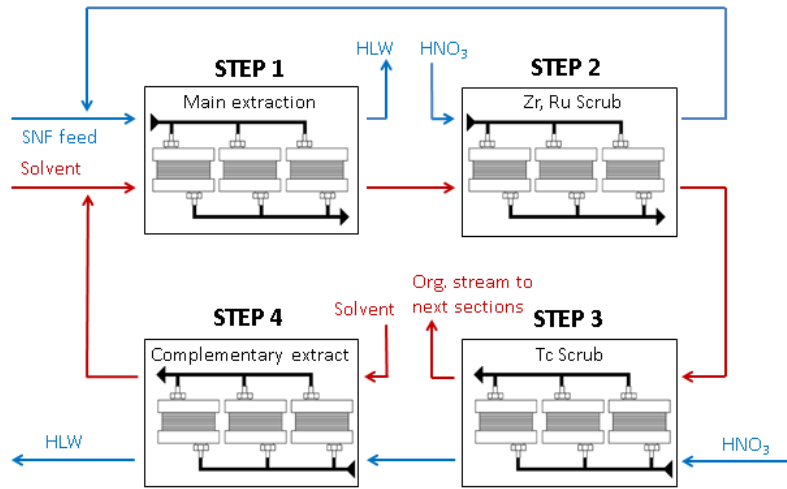 HLW
HNO₃
STEP 1
STEP 2
Main extraction
Zr, Ru Scrub
SNF feed
Solvent
Org. stream to
next sections
Solvent
STEP 4
STEP 3
Complementary extract
Tc Scrub
HLW
HNO₃